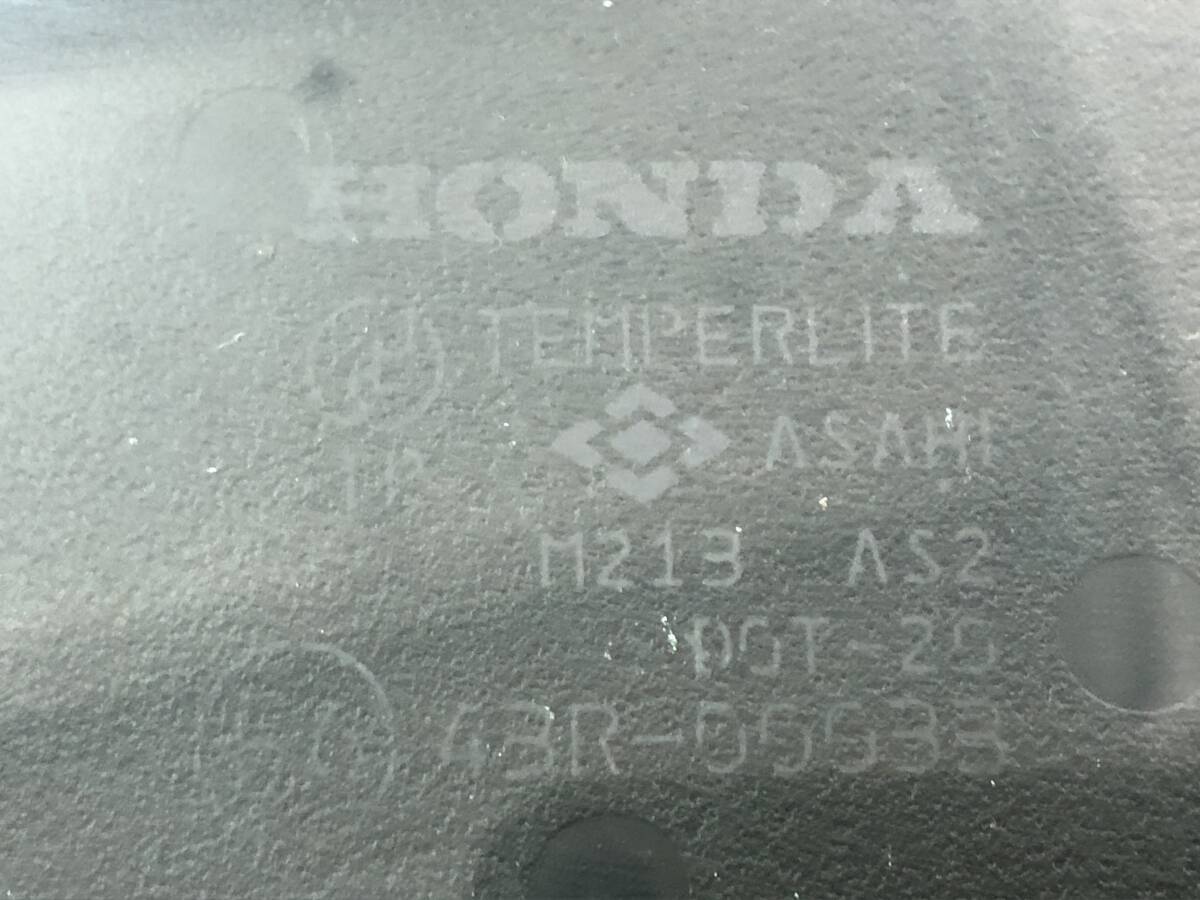 HONDA
TEMPERLITE
ASAHI
M213 AS2
DOT-20
43R-00033